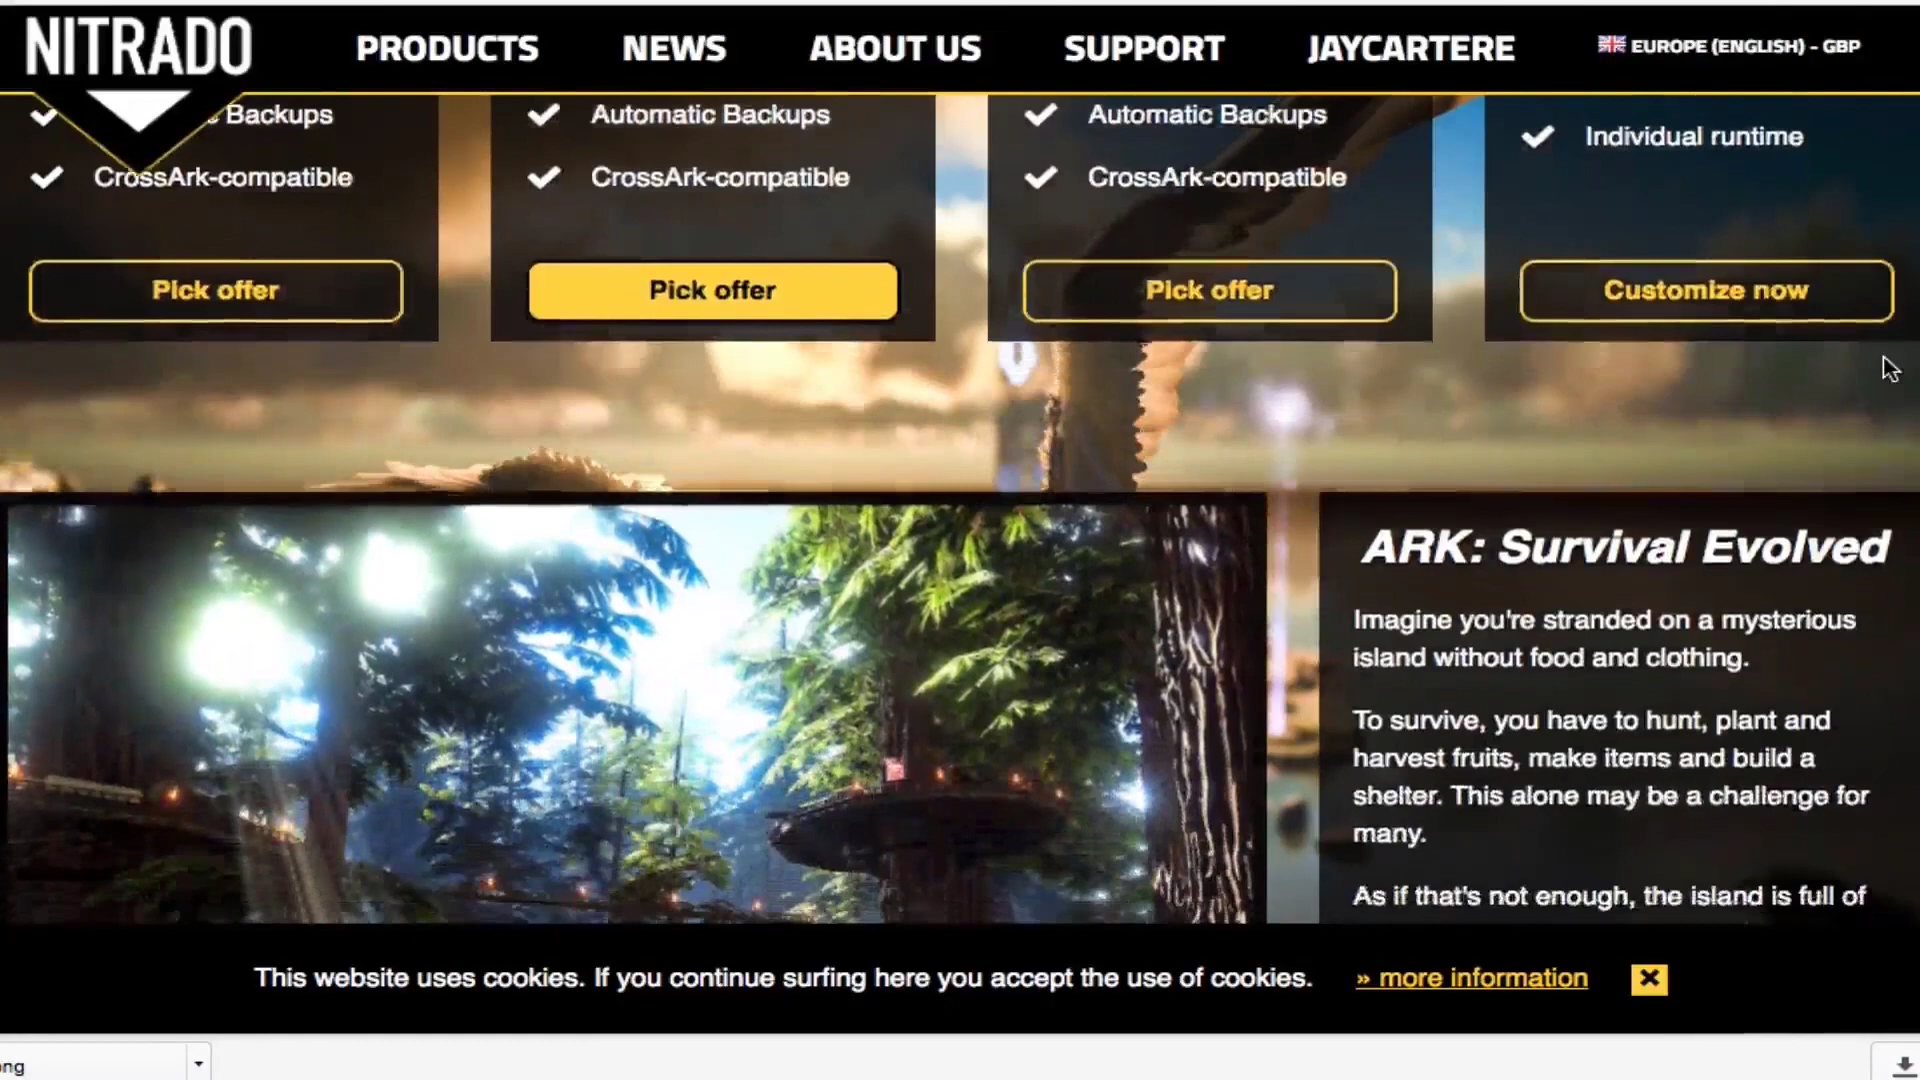 NITRADO
PRODUCTS
NEWS
ABOUT US
SUPPORT
JAYCARTERE
EUROPE (ENGLISH) - GBP
Backups
CrossArk-compatible
Pick offer
Automatic Backups
CrossArk-compatible
Pick offer
Automatic Backups
CrossArk-compatible
Pick offer
Individual runtime
Customize now
ARK: Survival Evolved
Imagine you're stranded on a mysterious
island without food and clothing.
To survive, you have to hunt, plant and
harvest fruits, make items and build a
shelter. This alone may be a challenge for
many.
As if that's not enough, the island is full of
This website uses cookies. If you continue surfing here you accept the use of cookies.
» more information